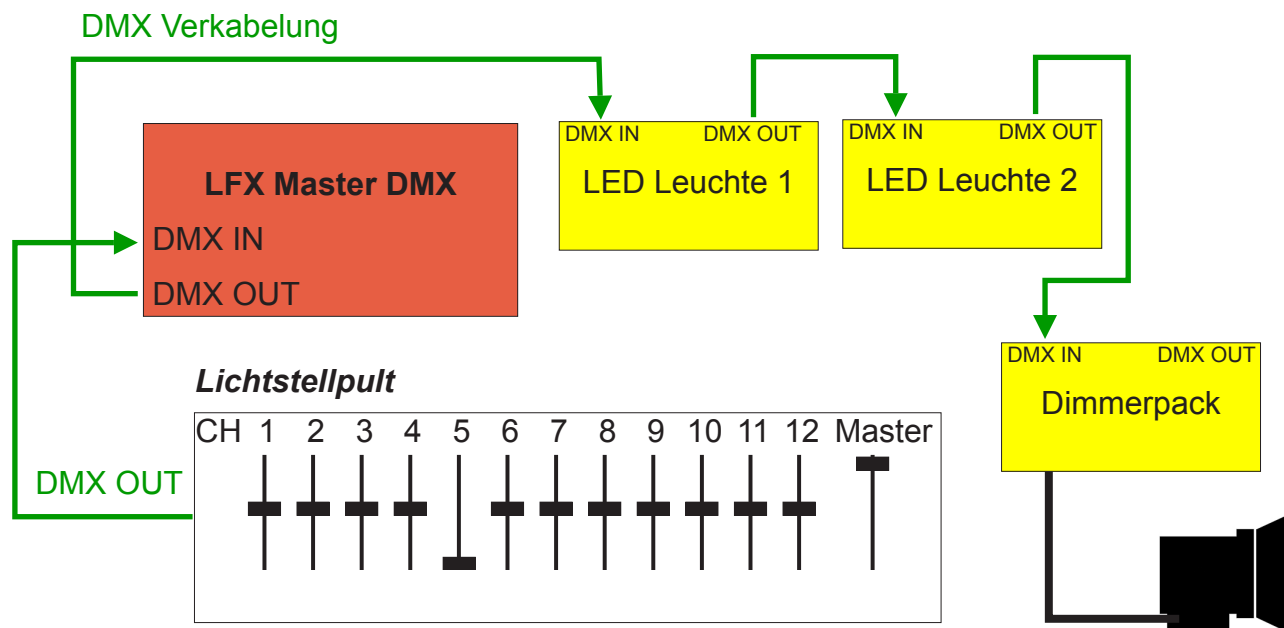 DMX Verkabelung
LFX Master DMX
DMX IN
DMX OUT
DMX IN DMX OUT
LED Leuchte 1
DMX IN DMX OUT
LED Leuchte 2
DMX IN DMX OUT
Dimmerpack
Lichtstellpult
CH 1 2 3 4 5 6 7 8 9 10 11 12 Master
DMX OUT